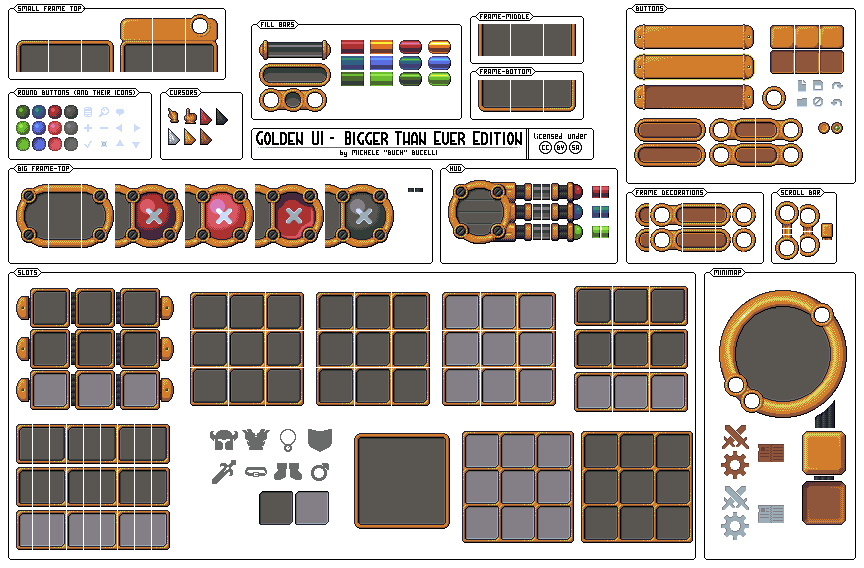 SMALL FRAME TOP
FILL BARS
FRAME-MIDDLE
BUTTONS
FRAME-BOTTOM
ROUND BUTTONS (AND THEIR ICONS)
CURSORS
GOLDEN UI - BIGGER THAN EVER EDITION
by MICHELE "BUCH" BUCELLI
licensed under
CC BY SA
BIG FRAME-TOP
HUD
FRAME DECORATIONS
SCROLL BAR
SLOTS
MINIMAP